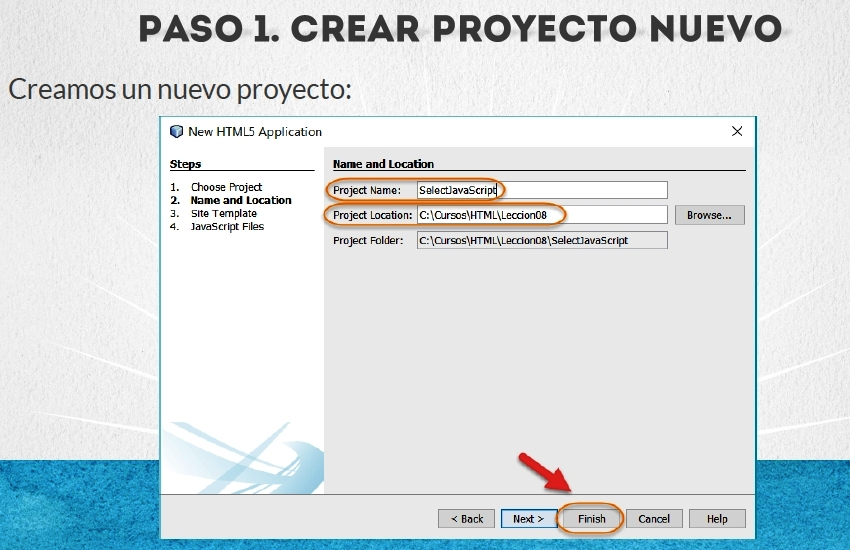 PASO 1. CREAR PROYECTO NUEVO
Creamos un nuevo proyecto:
New HTML5 Application
Steps
1. Choose Project
2. Name and Location
3. Site Template
4. JavaScript Files
Name and Location
Project Name: SelectJavaScript
Project Location: C:\Cursos\HTML\Leccion08 Browse...
Project Folder: C:\Cursos\HTML\Leccion08\SelectJavaScript
< Back Next > Finish Cancel Help